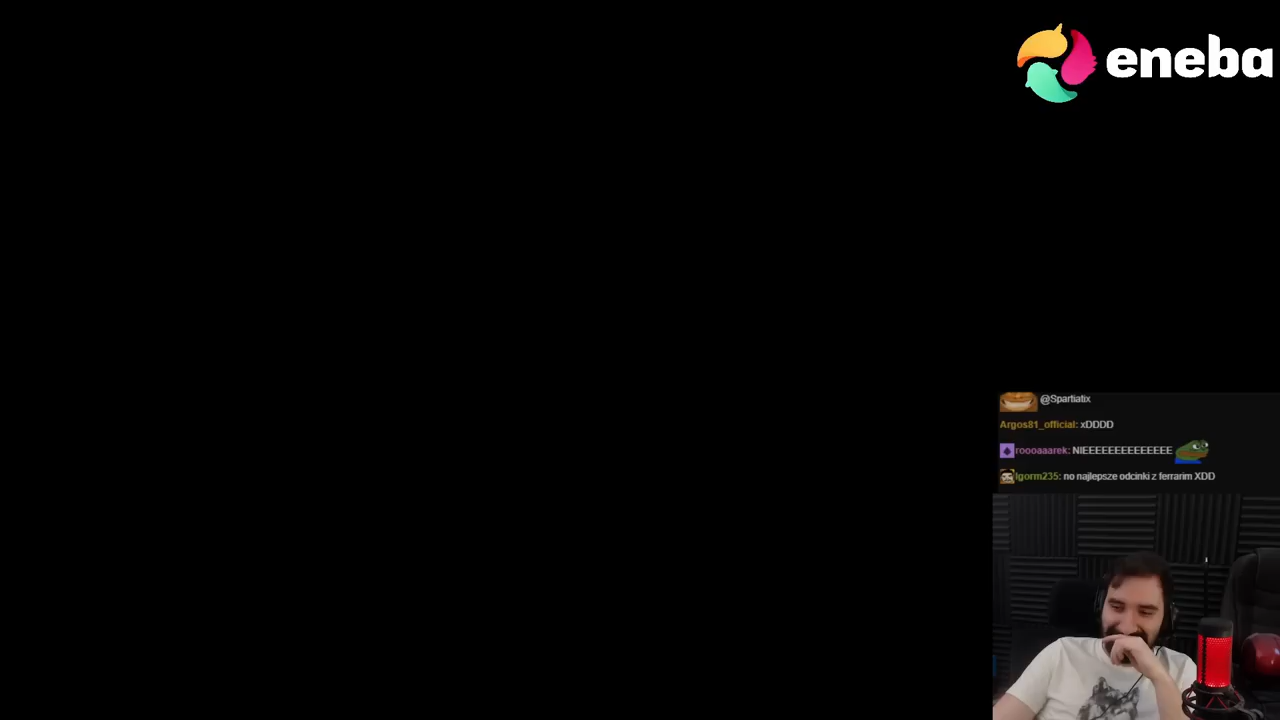 eneba
@Spartiatix
Argos81_official: xDDDD
roooaaarek: NIEEEEEEEEEEEEEE
Igorm235: no najlepsze odcinki z ferrarim XDD